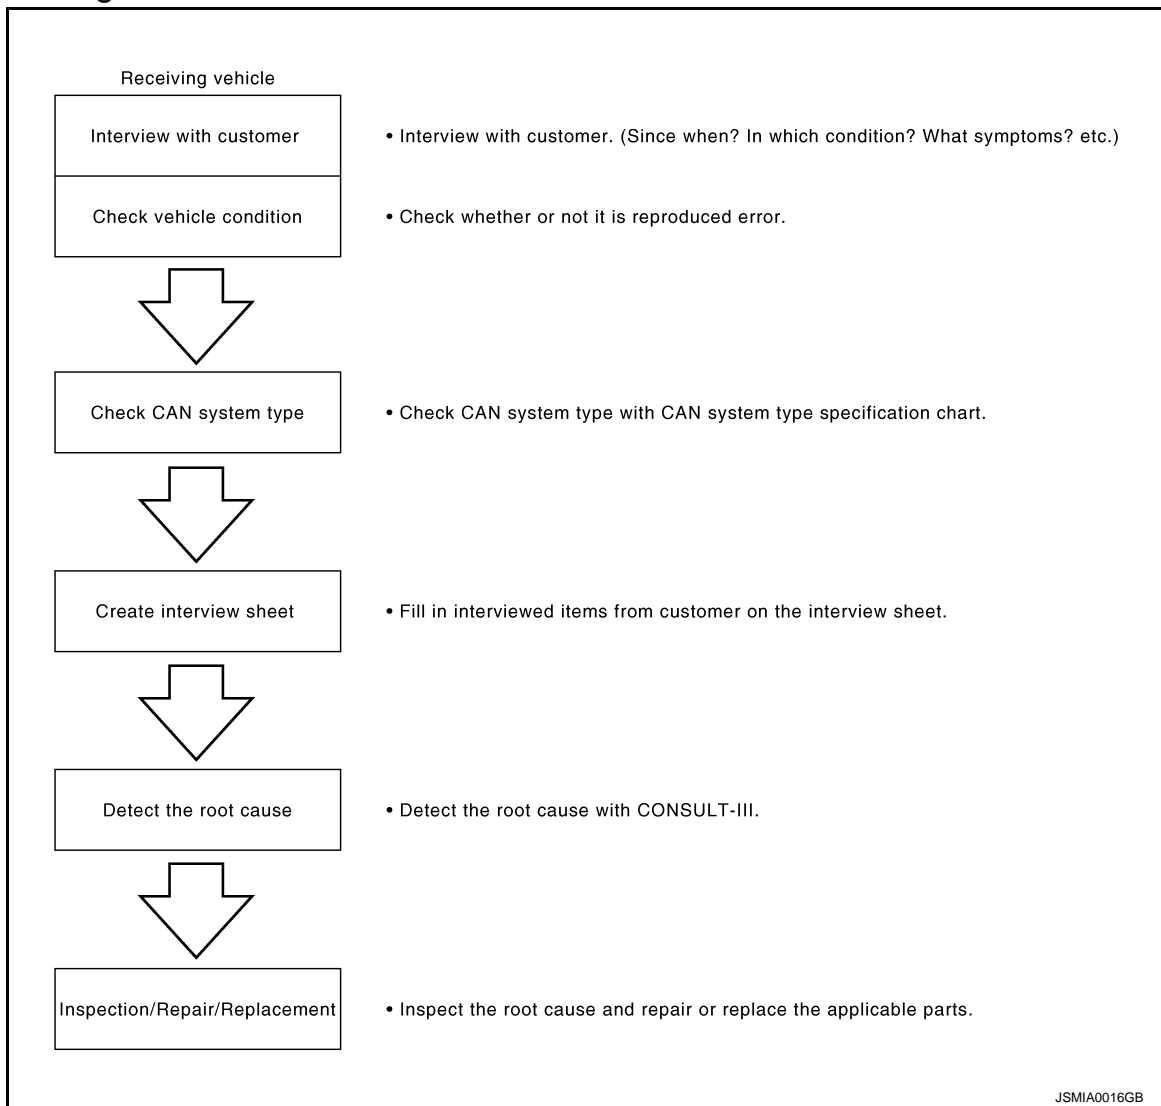 Receiving vehicle
Interview with customer
• Interview with customer. (Since when? In which condition? What symptoms? etc.)
Check vehicle condition
• Check whether or not it is reproduced error.
Check CAN system type
• Check CAN system type with CAN system type specification chart.
Create interview sheet
• Fill in interviewed items from customer on the interview sheet.
Detect the root cause
• Detect the root cause with CONSULT-III.
Inspection/Repair/Replacement
• Inspect the root cause and repair or replace the applicable parts.
JSMIA0016GB